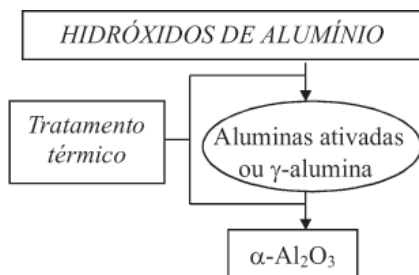 HIDRÓXIDOS DE ALUMÍNIO
Tratamento
térmico
Aluminas ativadas
ou γ-alumina
α-Al₂O₃